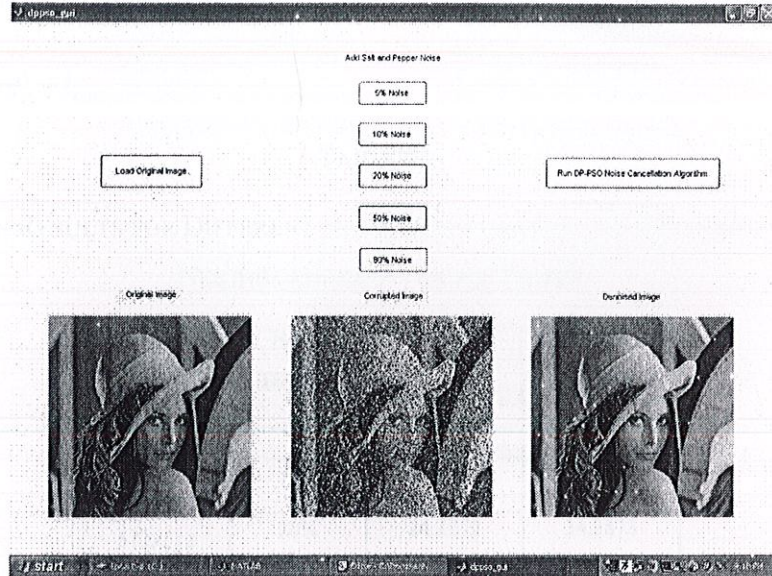 dppso_gui
Add Salt and Pepper Noise
5% Noise
10% Noise
Load Original Image
20% Noise
Run DP-PSO Noise Cancellation Algorithm
50% Noise
80% Noise
Original Image
Corrupted Image
Denoised Image
start
MATLAB
dppso_gui